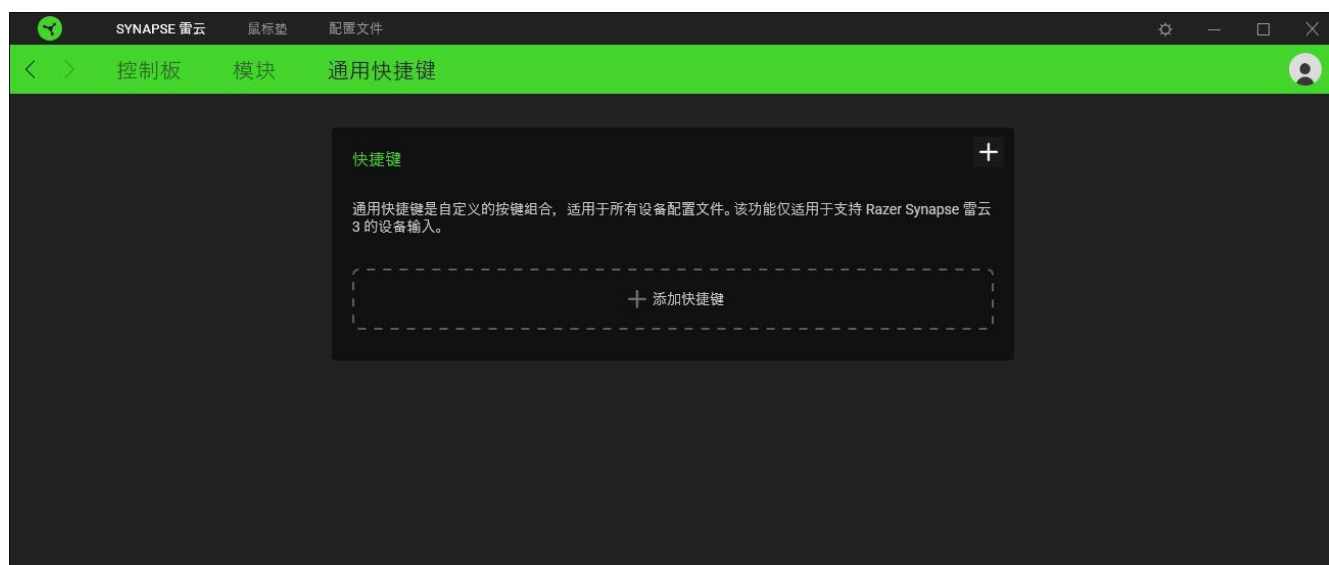 SYNAPSE 雷云 鼠标垫 配置文件
控制板 模块 通用快捷键
快捷键
通用快捷键是自定义的按键组合，适用于所有设备配置文件。该功能仅适用于支持 Razer Synapse 雷云
3 的设备输入。
添加快捷键